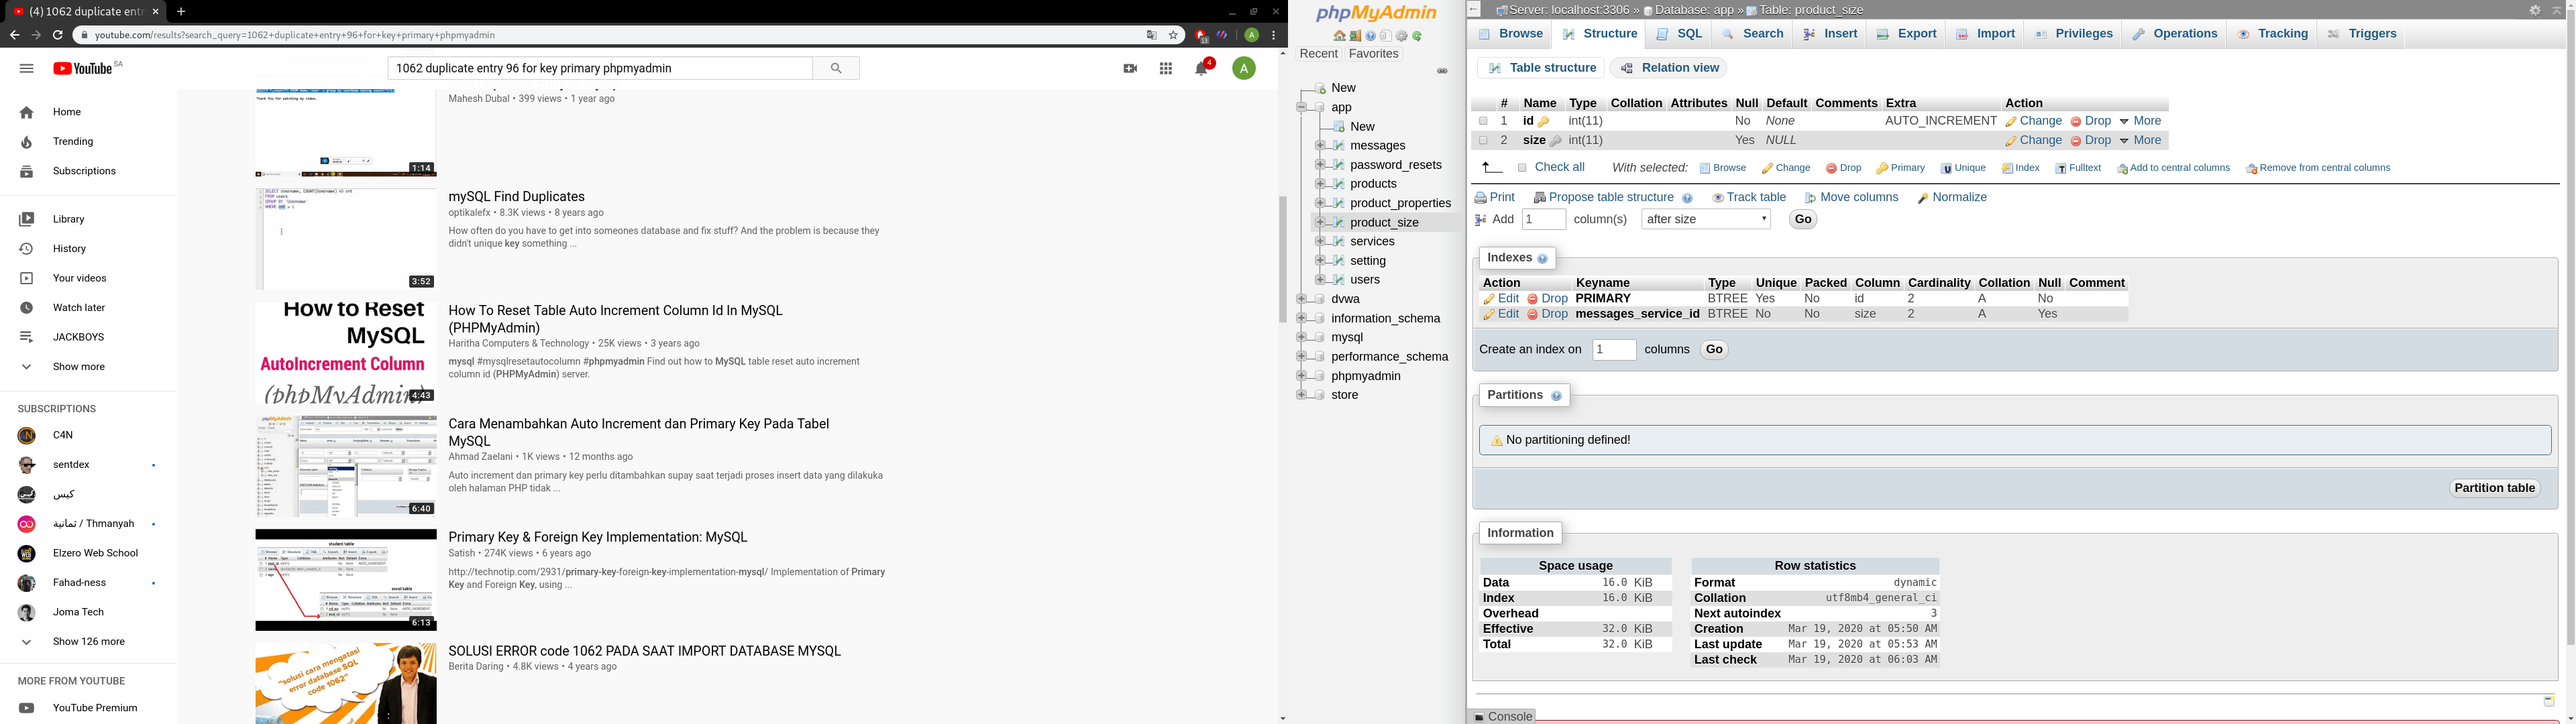 (4) 1062 duplicate entr
youtube.com/results?search_query=1062+duplicate+entry+96+for+key+primary+phpmyadmin
YouTube SA
1062 duplicate entry 96 for key primary phpmyadmin
4
A
Home
Trending
Subscriptions
Library
History
Your videos
Watch later
JACKBOYS
Show more
SUBSCRIPTIONS
C4N
sentdex
كيس
ثمانية / Thmanyah
Elzero Web School
Fahad-ness
Joma Tech
Show 126 more
MORE FROM YOUTUBE
YouTube Premium
Thank You for watching my video.
Mahesh Dubal • 399 views • 1 year ago
1:14
mySQL Find Duplicates
optikalefx • 8.3K views • 8 years ago
How often do you have to get into someones database and fix stuff? And the problem is because they
didn't unique key something ...
3:52
How to Reset
MySQL
AutoIncrement Column
(phpMyAdmin)
4:43
How To Reset Table Auto Increment Column Id In MySQL
(PHPMyAdmin)
Haritha Computers & Technology • 25K views • 3 years ago
mysql #mysqlresetautocolumn #phpmyadmin Find out how to MySQL table reset auto increment
column id (PHPMyAdmin) server.
Cara Menambahkan Auto Increment dan Primary Key Pada Tabel
MySQL
Ahmad Zaelani • 1K views • 12 months ago
Auto increment dan primary key perlu ditambahkan supay saat terjadi proses insert data yang dilakuka
oleh halaman PHP tidak ...
6:40
Primary Key & Foreign Key Implementation: MySQL
Satish • 274K views • 6 years ago
http://technotip.com/2931/primary-key-foreign-key-implementation-mysql/ Implementation of Primary
Key and Foreign Key, using ...
6:13
SOLUSI ERROR code 1062 PADA SAAT IMPORT DATABASE MYSQL
Berita Daring • 4.8K views • 4 years ago
"solusi cara mengatasi
error database SQL
code 1062"
phpMyAdmin
Recent Favorites
New
app
New
messages
password_resets
products
product_properties
product_size
services
setting
users
dvwa
information_schema
mysql
performance_schema
phpmyadmin
store
Server: localhost:3306 » Database: app » Table: product_size
Browse Structure SQL Search Insert Export Import Privileges Operations Tracking Triggers
Table structure Relation view
# Name Type Collation Attributes Null Default Comments Extra Action
1 id int(11) No None AUTO_INCREMENT Change Drop More
2 size int(11) Yes NULL Change Drop More
Check all With selected: Browse Change Drop Primary Unique Index Fulltext Add to central columns Remove from central columns
Print Propose table structure Track table Move columns Normalize
Add 1 column(s) after size Go
Indexes
Action Keyname Type Unique Packed Column Cardinality Collation Null Comment
Edit Drop PRIMARY BTREE Yes No id 2 A No
Edit Drop messages_service_id BTREE No No size 2 A Yes
Create an index on 1 columns Go
Partitions
No partitioning defined!
Partition table
Information
Space usage
Data 16.0 KiB
Index 16.0 KiB
Overhead
Effective 32.0 KiB
Total 32.0 KiB
Row statistics
Format dynamic
Collation utf8mb4_general_ci
Next autoindex 3
Creation Mar 19, 2020 at 05:50 AM
Last update Mar 19, 2020 at 05:53 AM
Last check Mar 19, 2020 at 06:03 AM
Console